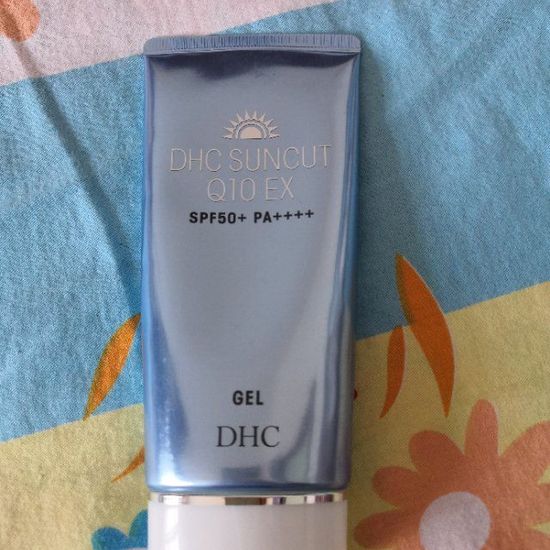 DHC SUNCUT
Q10 EX
SPF50+ PA++++
GEL
DHC